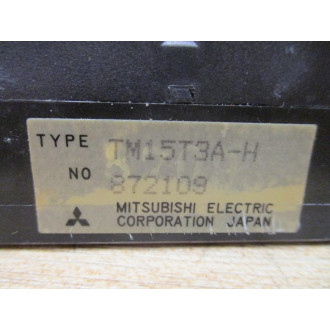 TYPE TM15T3A-H
NO 872109
MITSUBISHI ELECTRIC
CORPORATION JAPAN